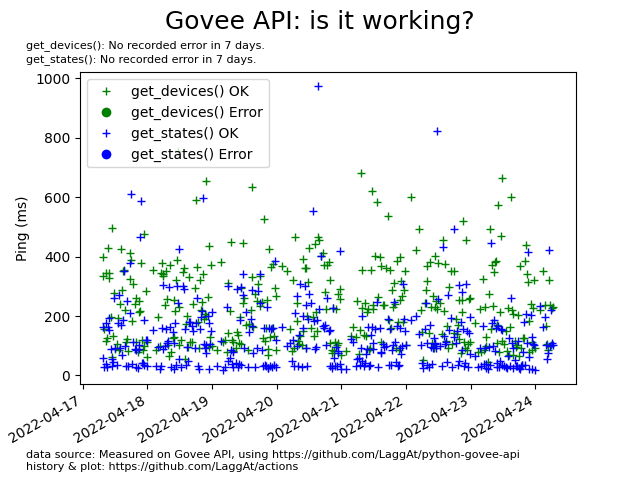 Govee API: is it working?
get_devices(): No recorded error in 7 days.
get_states(): No recorded error in 7 days.
get_devices() OK
get_devices() Error
get_states() OK
get_states() Error
Ping (ms)
1000
800
600
400
200
0
2022-04-17
2022-04-18
2022-04-19
2022-04-20
2022-04-21
2022-04-22
2022-04-23
2022-04-24
data source: Measured on Govee API, using https://github.com/LaggAt/python-govee-api
history & plot: https://github.com/LaggAt/actions